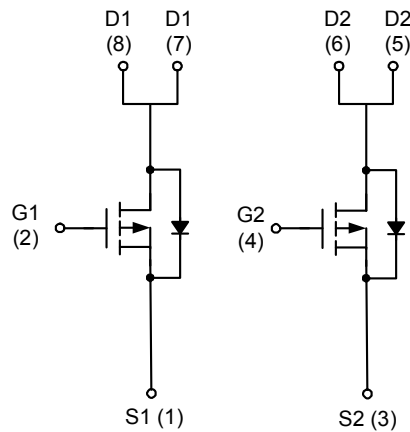 D1 D1 D2 D2
(8) (7) (6) (5)
G1 G2
(2) (4)
S1 (1) S2 (3)